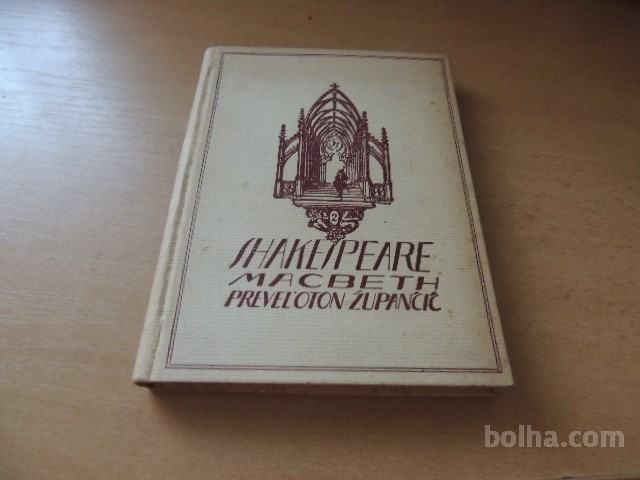 2
SHAKESPEARE
MACBETH
PREVEL OTON ŽUPANČIČ
bolha.com